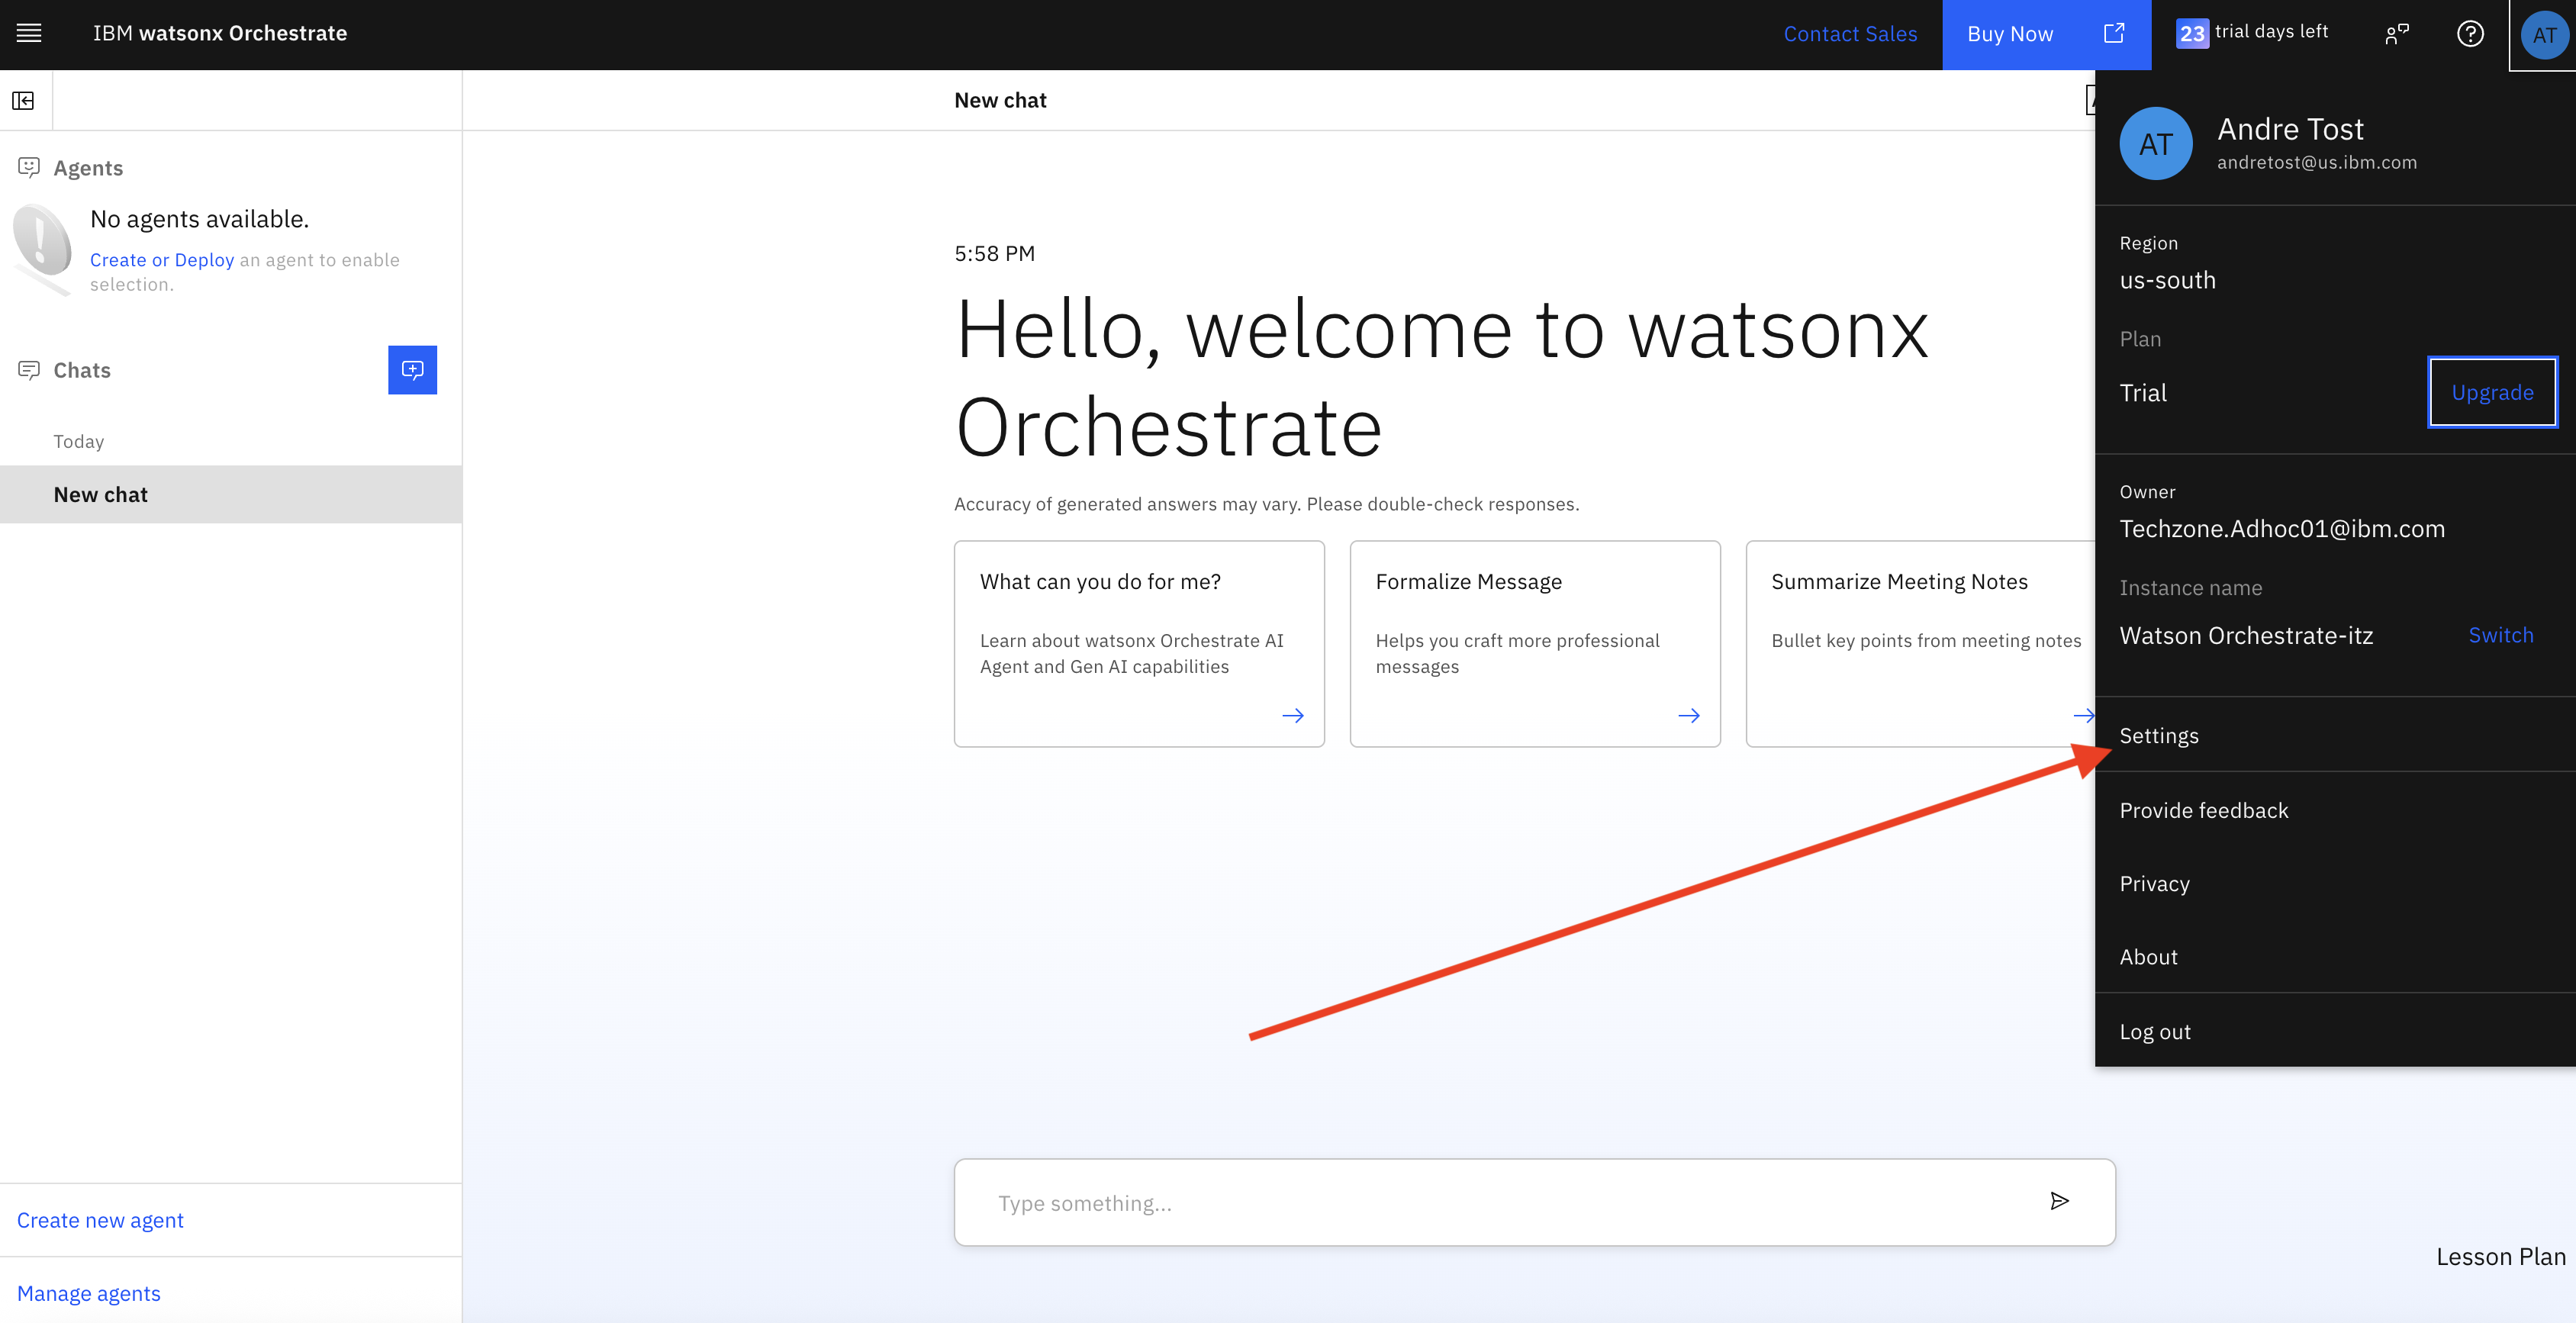 IBM watsonx Orchestrate
Contact Sales
Buy Now
23 trial days left
AT
New chat
Agents
No agents available.
Create or Deploy an agent to enable
selection.
Chats
Today
New chat
Create new agent
Manage agents
5:58 PM
Hello, welcome to watsonx
Orchestrate
Accuracy of generated answers may vary. Please double-check responses.
What can you do for me?
Learn about watsonx Orchestrate AI
Agent and Gen AI capabilities
Formalize Message
Helps you craft more professional
messages
Summarize Meeting Notes
Bullet key points from meeting notes
Type something...
AT
Andre Tost
andretost@us.ibm.com
Region
us-south
Plan
Trial
Upgrade
Owner
Techzone.Adhoc01@ibm.com
Instance name
Watson Orchestrate-itz
Switch
Settings
Provide feedback
Privacy
About
Log out
Lesson Plan